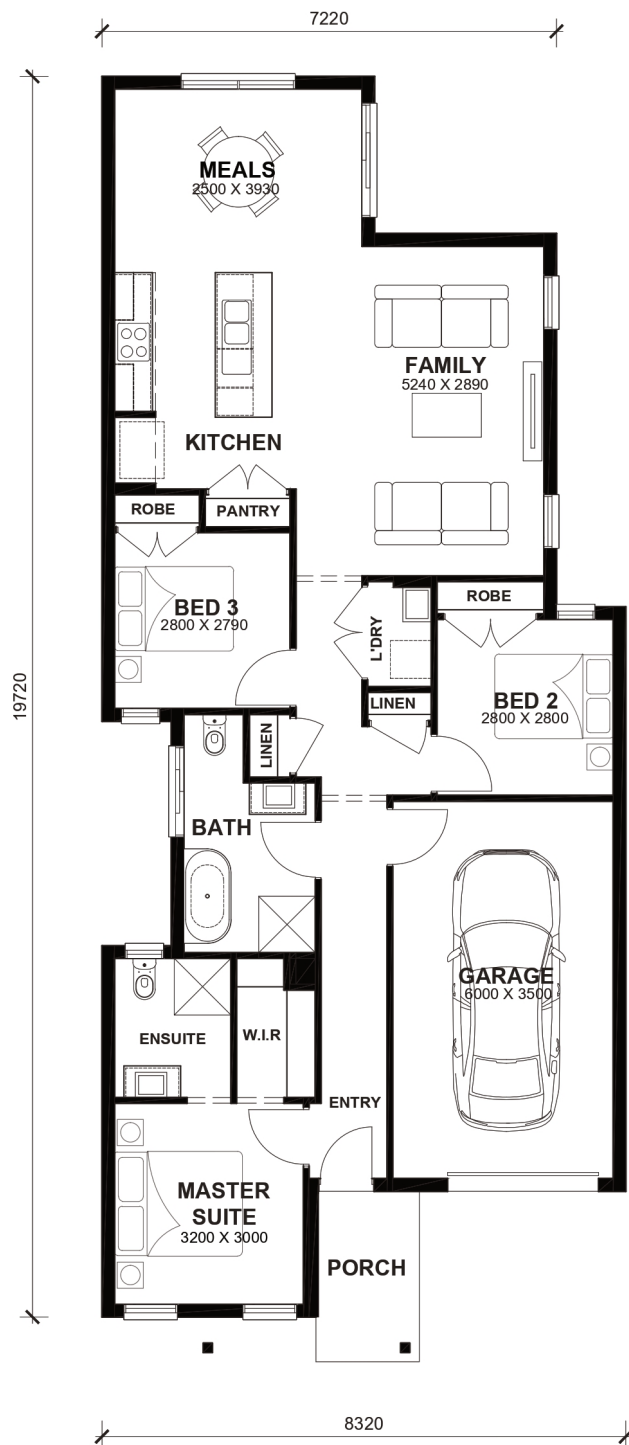 7220
MEALS
2500 X 3930
FAMILY
5240 X 2890
KITCHEN
ROBE
PANTRY
BED 3
2800 X 2790
L'DRY
ROBE
19720
LINEN
BED 2
2800 X 2800
LINEN
BATH
GARAGE
6000 X 3500
ENSUITE
W.I.R
ENTRY
MASTER
SUITE
3200 X 3000
PORCH
8320